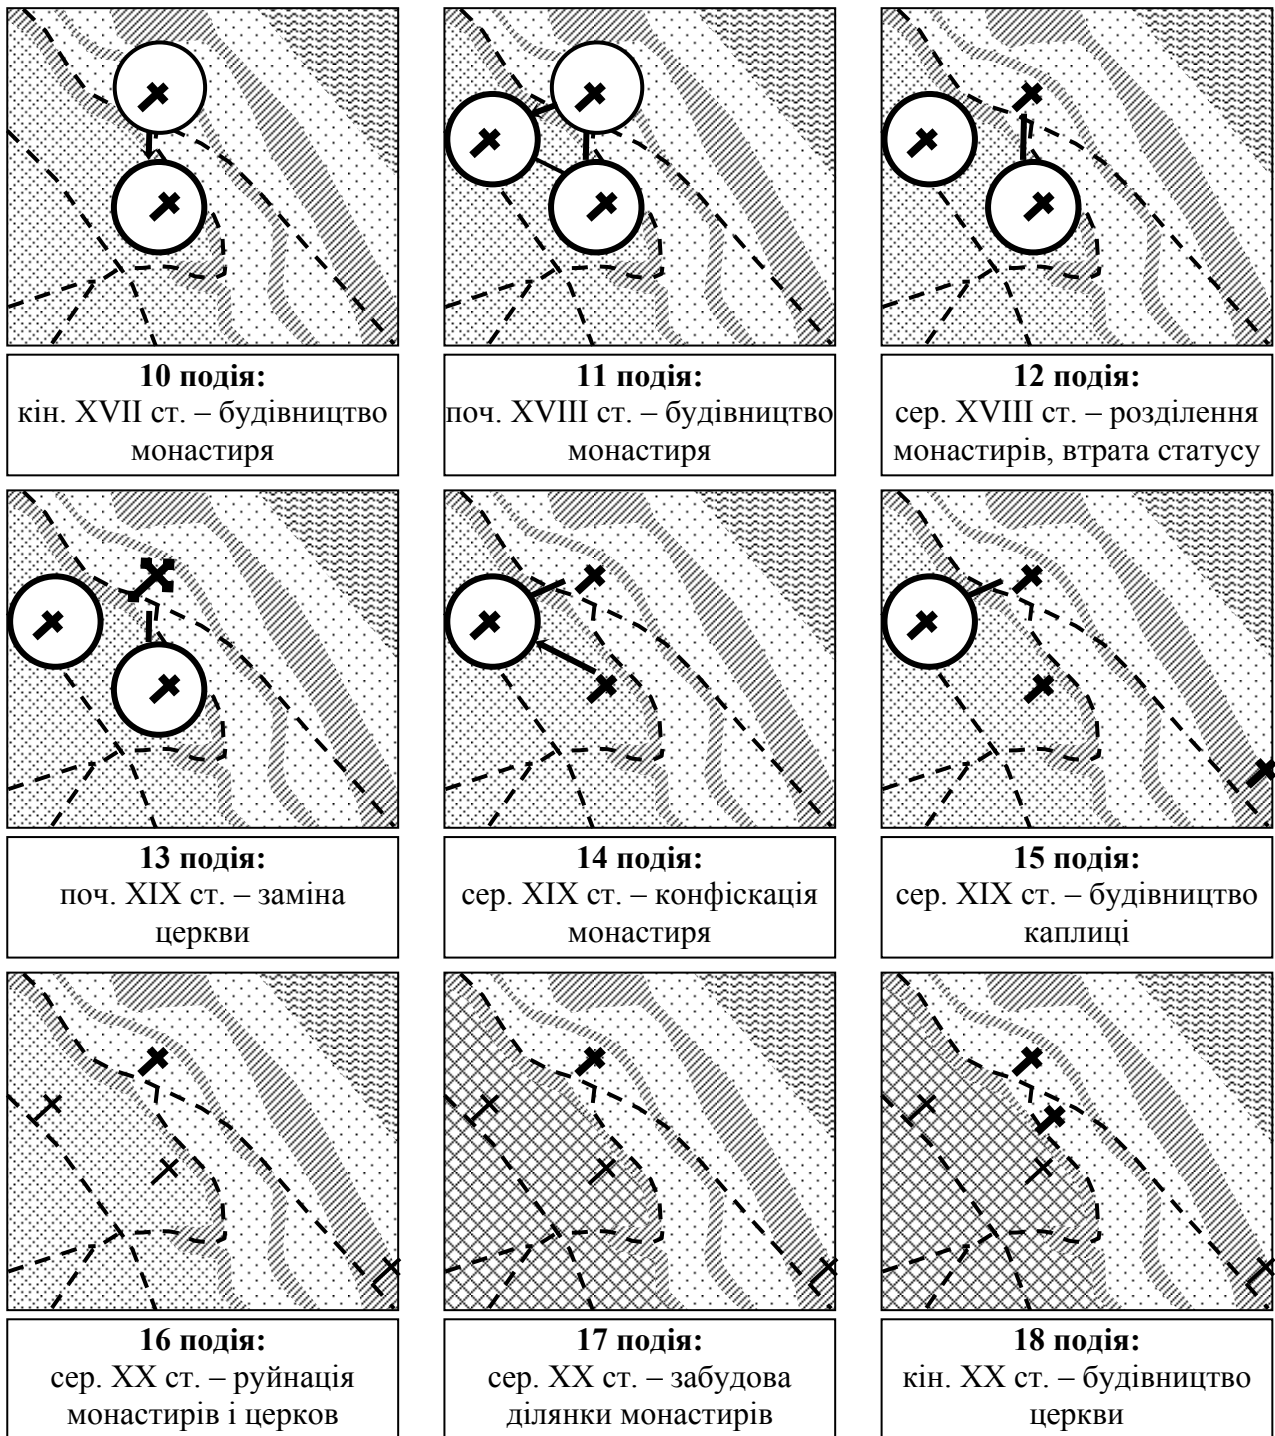 10 подія:
кін. XVII ст. – будівництво
монастиря
11 подія:
поч. XVIII ст. – будівництво
монастиря
12 подія:
сер. XVIII ст. – розділення
монастирів, втрата статусу
13 подія:
поч. XIX ст. – заміна
церкви
14 подія:
сер. XIX ст. – конфіскація
монастиря
15 подія:
сер. XIX ст. – будівництво
каплиці
16 подія:
сер. XX ст. – руйнація
монастирів і церков
17 подія:
сер. XX ст. – забудова
ділянки монастирів
18 подія:
кін. XX ст. – будівництво
церкви